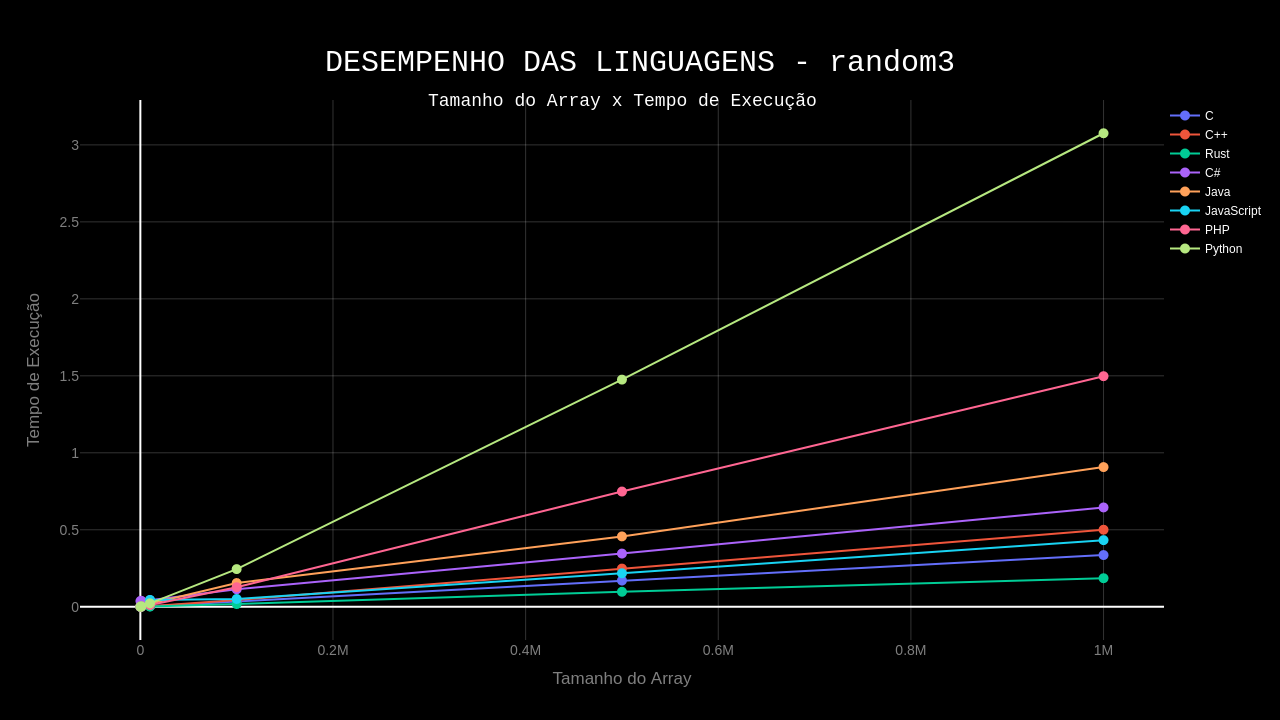 DESEMPENHO DAS LINGUAGENS - random3
Tamanho do Array x Tempo de Execução
C
C++
Rust
C#
Java
JavaScript
PHP
Python
Tempo de Execução
3
2.5
2
1.5
1
0.5
0
0
0.2M
0.4M
0.6M
0.8M
1M
Tamanho do Array